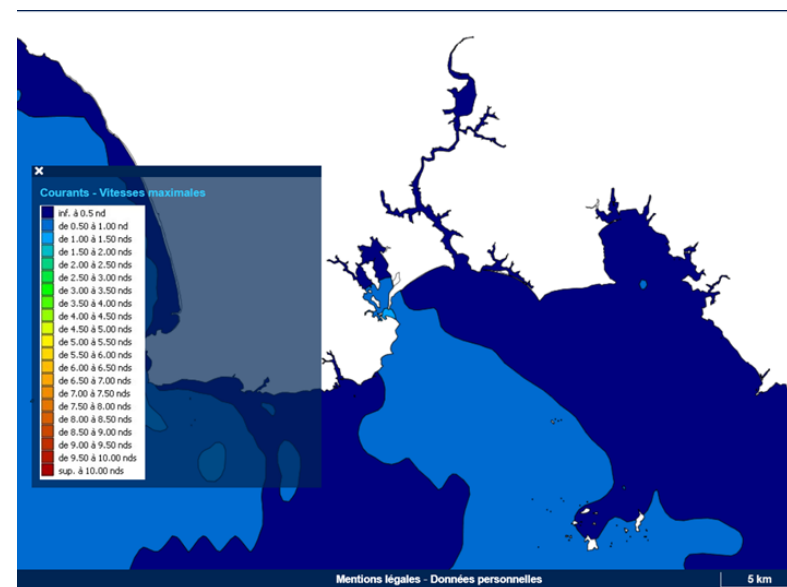 Courants - Vitesses maximales
inf. à 0.5 nd
de 0.50 à 1.00 nd
de 1.00 à 1.50 nds
de 1.50 à 2.00 nds
de 2.00 à 2.50 nds
de 2.50 à 3.00 nds
de 3.00 à 3.50 nds
de 3.50 à 4.00 nds
de 4.00 à 4.50 nds
de 4.50 à 5.00 nds
de 5.00 à 5.50 nds
de 5.50 à 6.00 nds
de 6.00 à 6.50 nds
de 6.50 à 7.00 nds
de 7.00 à 7.50 nds
de 7.50 à 8.00 nds
de 8.00 à 8.50 nds
de 8.50 à 9.00 nds
de 9.00 à 9.50 nds
de 9.50 à 10.00 nds
sup. à 10.00 nds
Mentions légales - Données personnelles
5 km